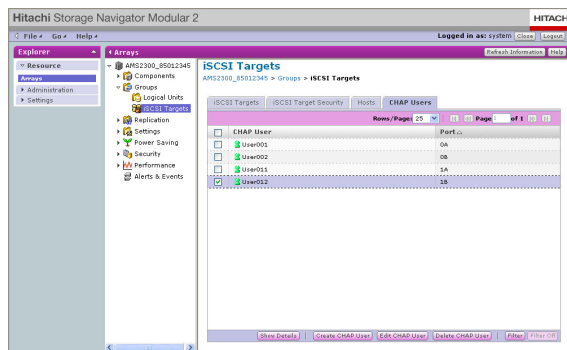 Hitachi Storage Navigator Modular 2
HITACH
File Go Help
Logged in as: system Close Logout
Explorer
Arrays
Refresh Information Help
Resource
Arrays
Administration
Settings
AMS2300_85012345
Components
Groups
Logical Units
iSCSI Targets
Replication
Settings
Power Saving
Security
Performance
Alerts & Events
iSCSI Targets
AMS2300_85012345 > Groups > iSCSI Targets
iSCSI Targets iSCSI Target Security Hosts CHAP Users
Rows/Page: 25 Page 1 of 1
CHAP User Port
User001 0A
User002 0B
User011 1A
User012 1B
Show Details Create CHAP User Edit CHAP User Delete CHAP User Filter Filter Off